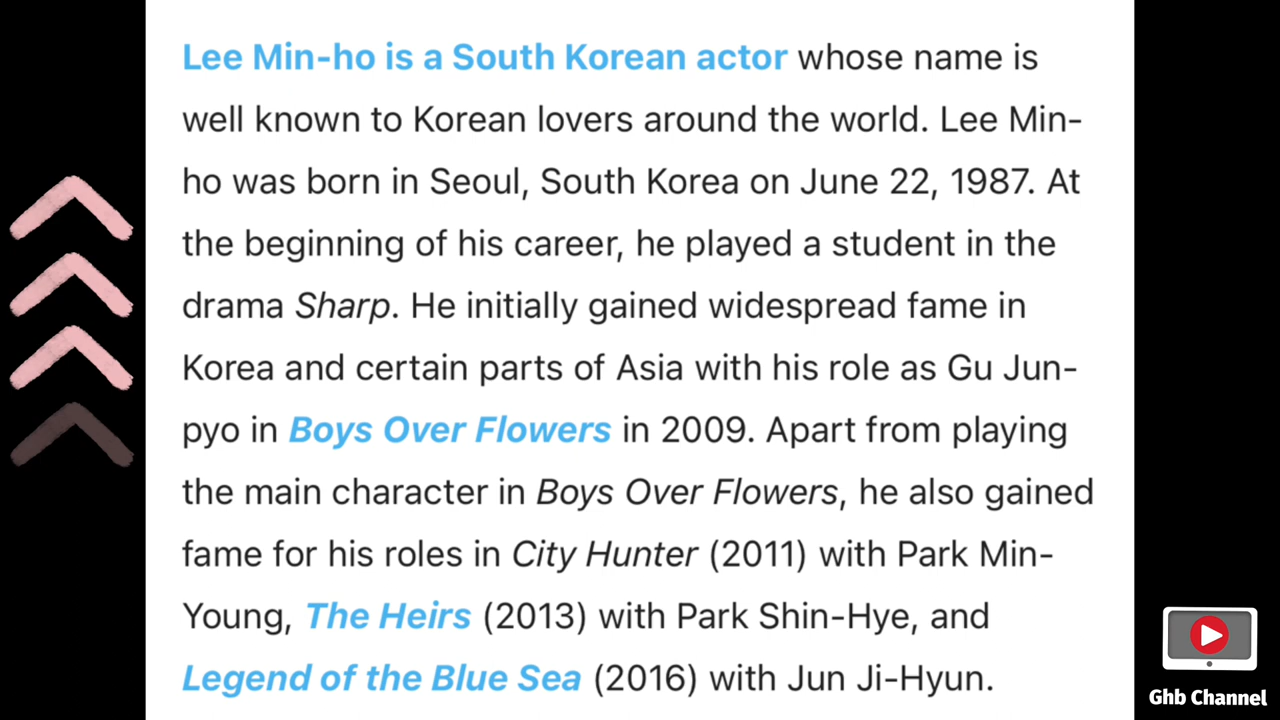 Lee Min-ho is a South Korean actor whose name is
well known to Korean lovers around the world. Lee Min-
ho was born in Seoul, South Korea on June 22, 1987. At
the beginning of his career, he played a student in the
drama Sharp. He initially gained widespread fame in
Korea and certain parts of Asia with his role as Gu Jun-
pyo in Boys Over Flowers in 2009. Apart from playing
the main character in Boys Over Flowers, he also gained
fame for his roles in City Hunter (2011) with Park Min-
Young, The Heirs (2013) with Park Shin-Hye, and
Legend of the Blue Sea (2016) with Jun Ji-Hyun.
Ghb Channel